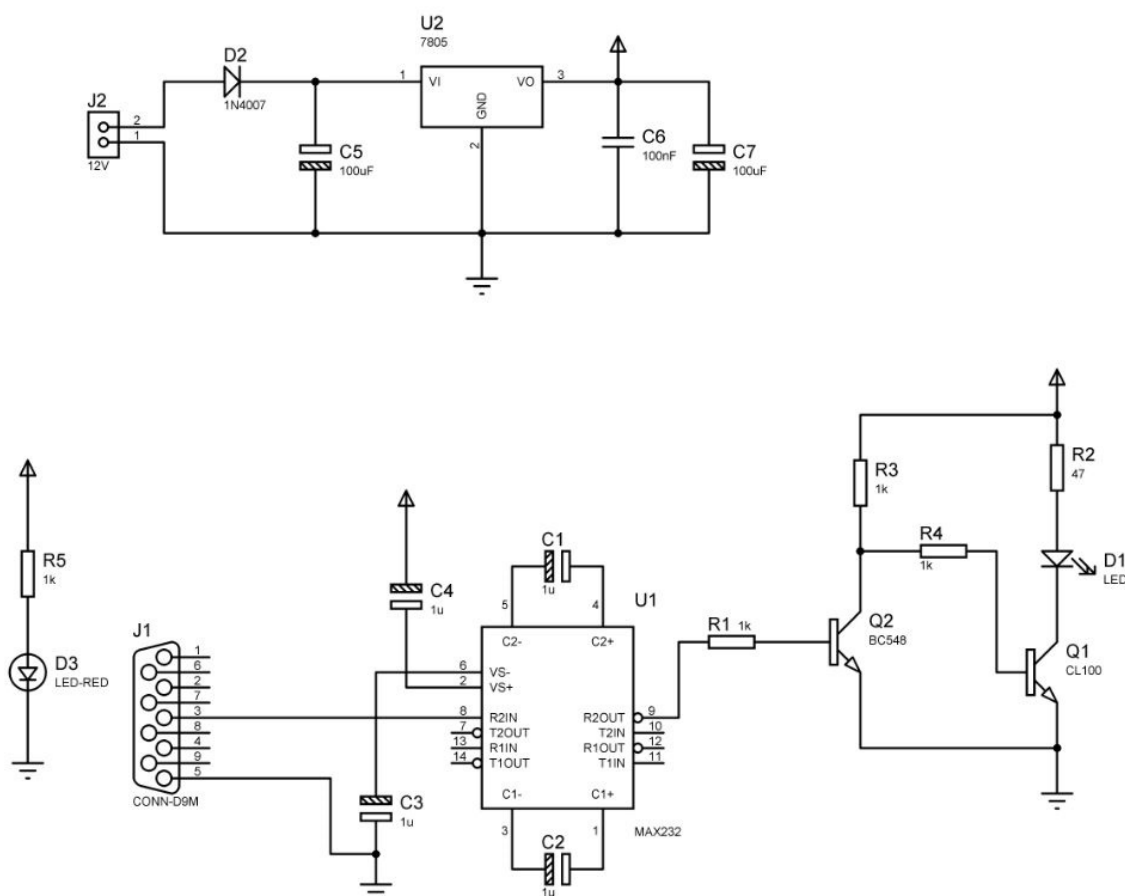 U2
7805
D2
1N4007
1
VI
VO
3
GND
2
J2
2
1
12V
C5
100uF
C6
100nF
C7
100uF
R3
1k
R2
47
R4
1k
D1
LED
Q2
BC548
Q1
CL100
R1 1k
R5
1k
D3
LED-RED
J1
1
6
2
7
3
8
4
9
5
CONN-D9M
C4
1u
C1
1u
5
4
U1
C2-
C2+
6
VS-
2
VS+
8
R2IN
R2OUT
9
7
T2OUT
T2IN
10
13
R1IN
R1OUT
12
14
T1OUT
T1IN
11
C1-
C1+
3
1
MAX232
C3
1u
C2
1u